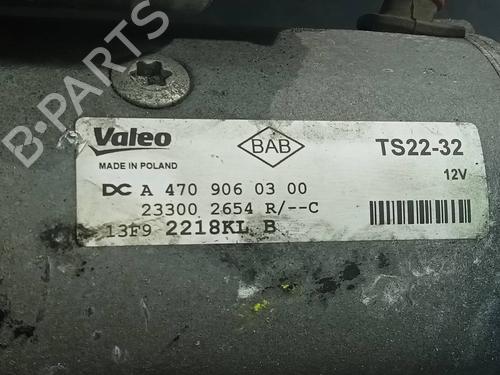 Valeo
MADE IN POLAND
BAB
TS22-32
12V
DC A 470 906 03 00
23300 2654 R/--C
13F9 2218KL B
B-PARTS